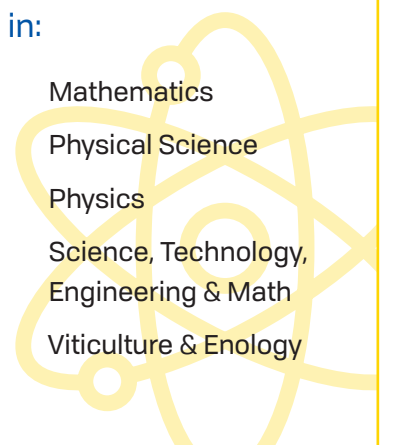 in:
Mathematics
Physical Science
Physics
Science, Technology,
Engineering & Math
Viticulture & Enology